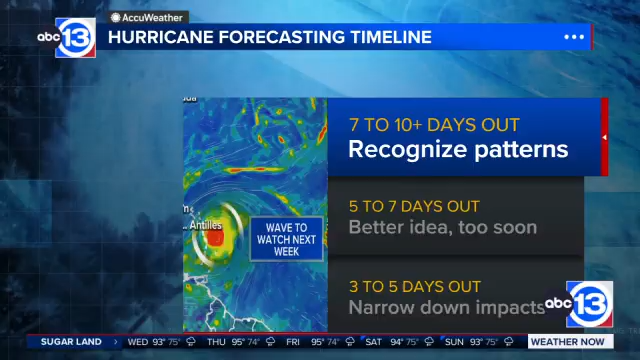 AccuWeather
abc 13
HURRICANE FORECASTING TIMELINE
7 TO 10+ DAYS OUT
Recognize patterns
Antilles
WAVE TO
WATCH NEXT
WEEK
5 TO 7 DAYS OUT
Better idea, too soon
3 TO 5 DAYS OUT
Narrow down impacts
abc 13
SUGAR LAND WED 93° 75° THU 95° 74° FRI 95° 74° SAT 94° 75° SUN 93° 75° WEATHER NOW